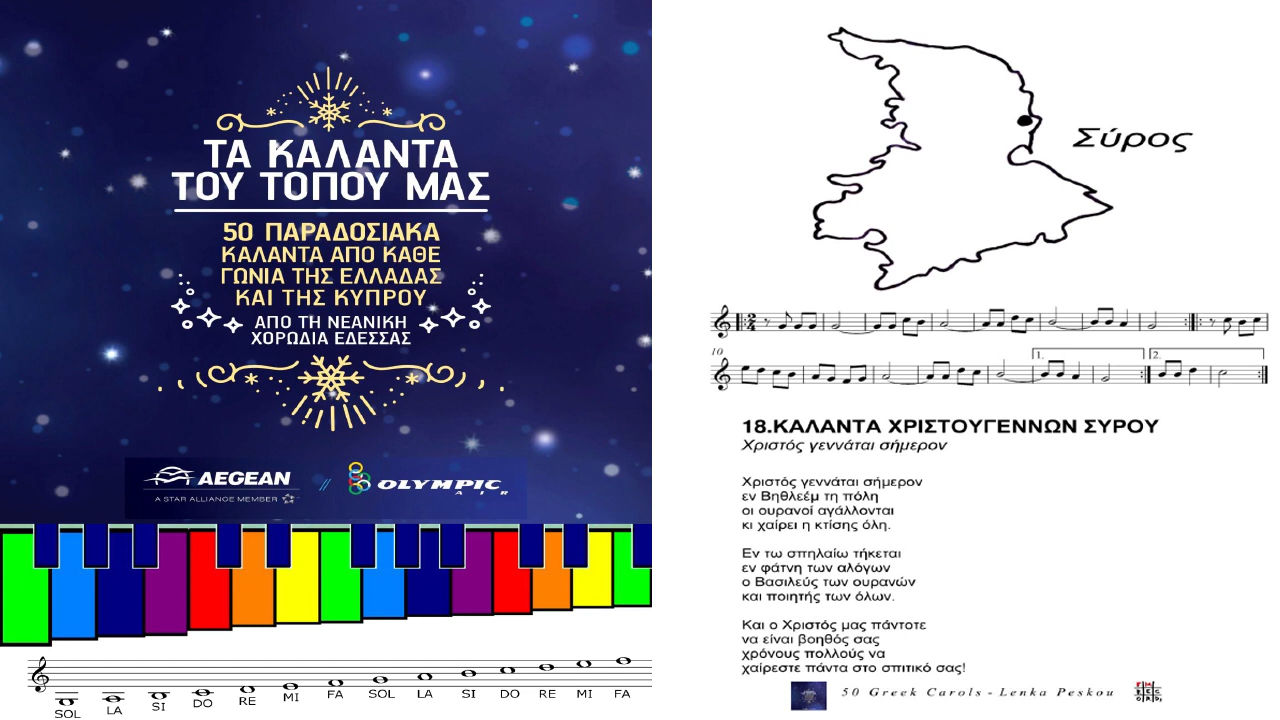 ΤΑ ΚΑΛΑΝΤΑ
ΤΟΥ ΤΟΠΟΥ ΜΑΣ
50 ΠΑΡΑΔΟΣΙΑΚΑ
ΚΑΛΑΝΤΑ ΑΠΟ ΚΑΘΕ
ΓΩΝΙΑ ΤΗΣ ΕΛΛΑΔΑΣ
ΚΑΙ ΤΗΣ ΚΥΠΡΟΥ
ΑΠΟ ΤΗ ΝΕΑΝΙΚΗ
ΧΟΡΩΔΙΑ ΕΔΕΣΣΑΣ
AEGEAN // OLYMPIC
A STAR ALLIANCE MEMBER AIR
SOL LA SI DO RE MI FA SOL LA SI DO RE MI FA
Σύρος
2
4
10
1. 2.
18.ΚΑΛΑΝΤΑ ΧΡΙΣΤΟΥΓΕΝΝΩΝ ΣΥΡΟΥ
Χριστός γεννάται σήμερον
Χριστός γεννάται σήμερον
εν Βηθλεέμ τη πόλη
οι ουρανοί αγάλλονται
κι χαίρει η κτίσης όλη.
Εν τω σπηλαίω τήκεται
εν φάτνη των αλόγων
ο Βασιλεύς των ουρανών
και ποιητής των όλων.
Και ο Χριστός μας πάντοτε
να είναι βοηθός σας
χρόνους πολλούς να
χαίρεστε πάντα στο σπιτικό σας!
50 Greek Carols - Lenka Peskou